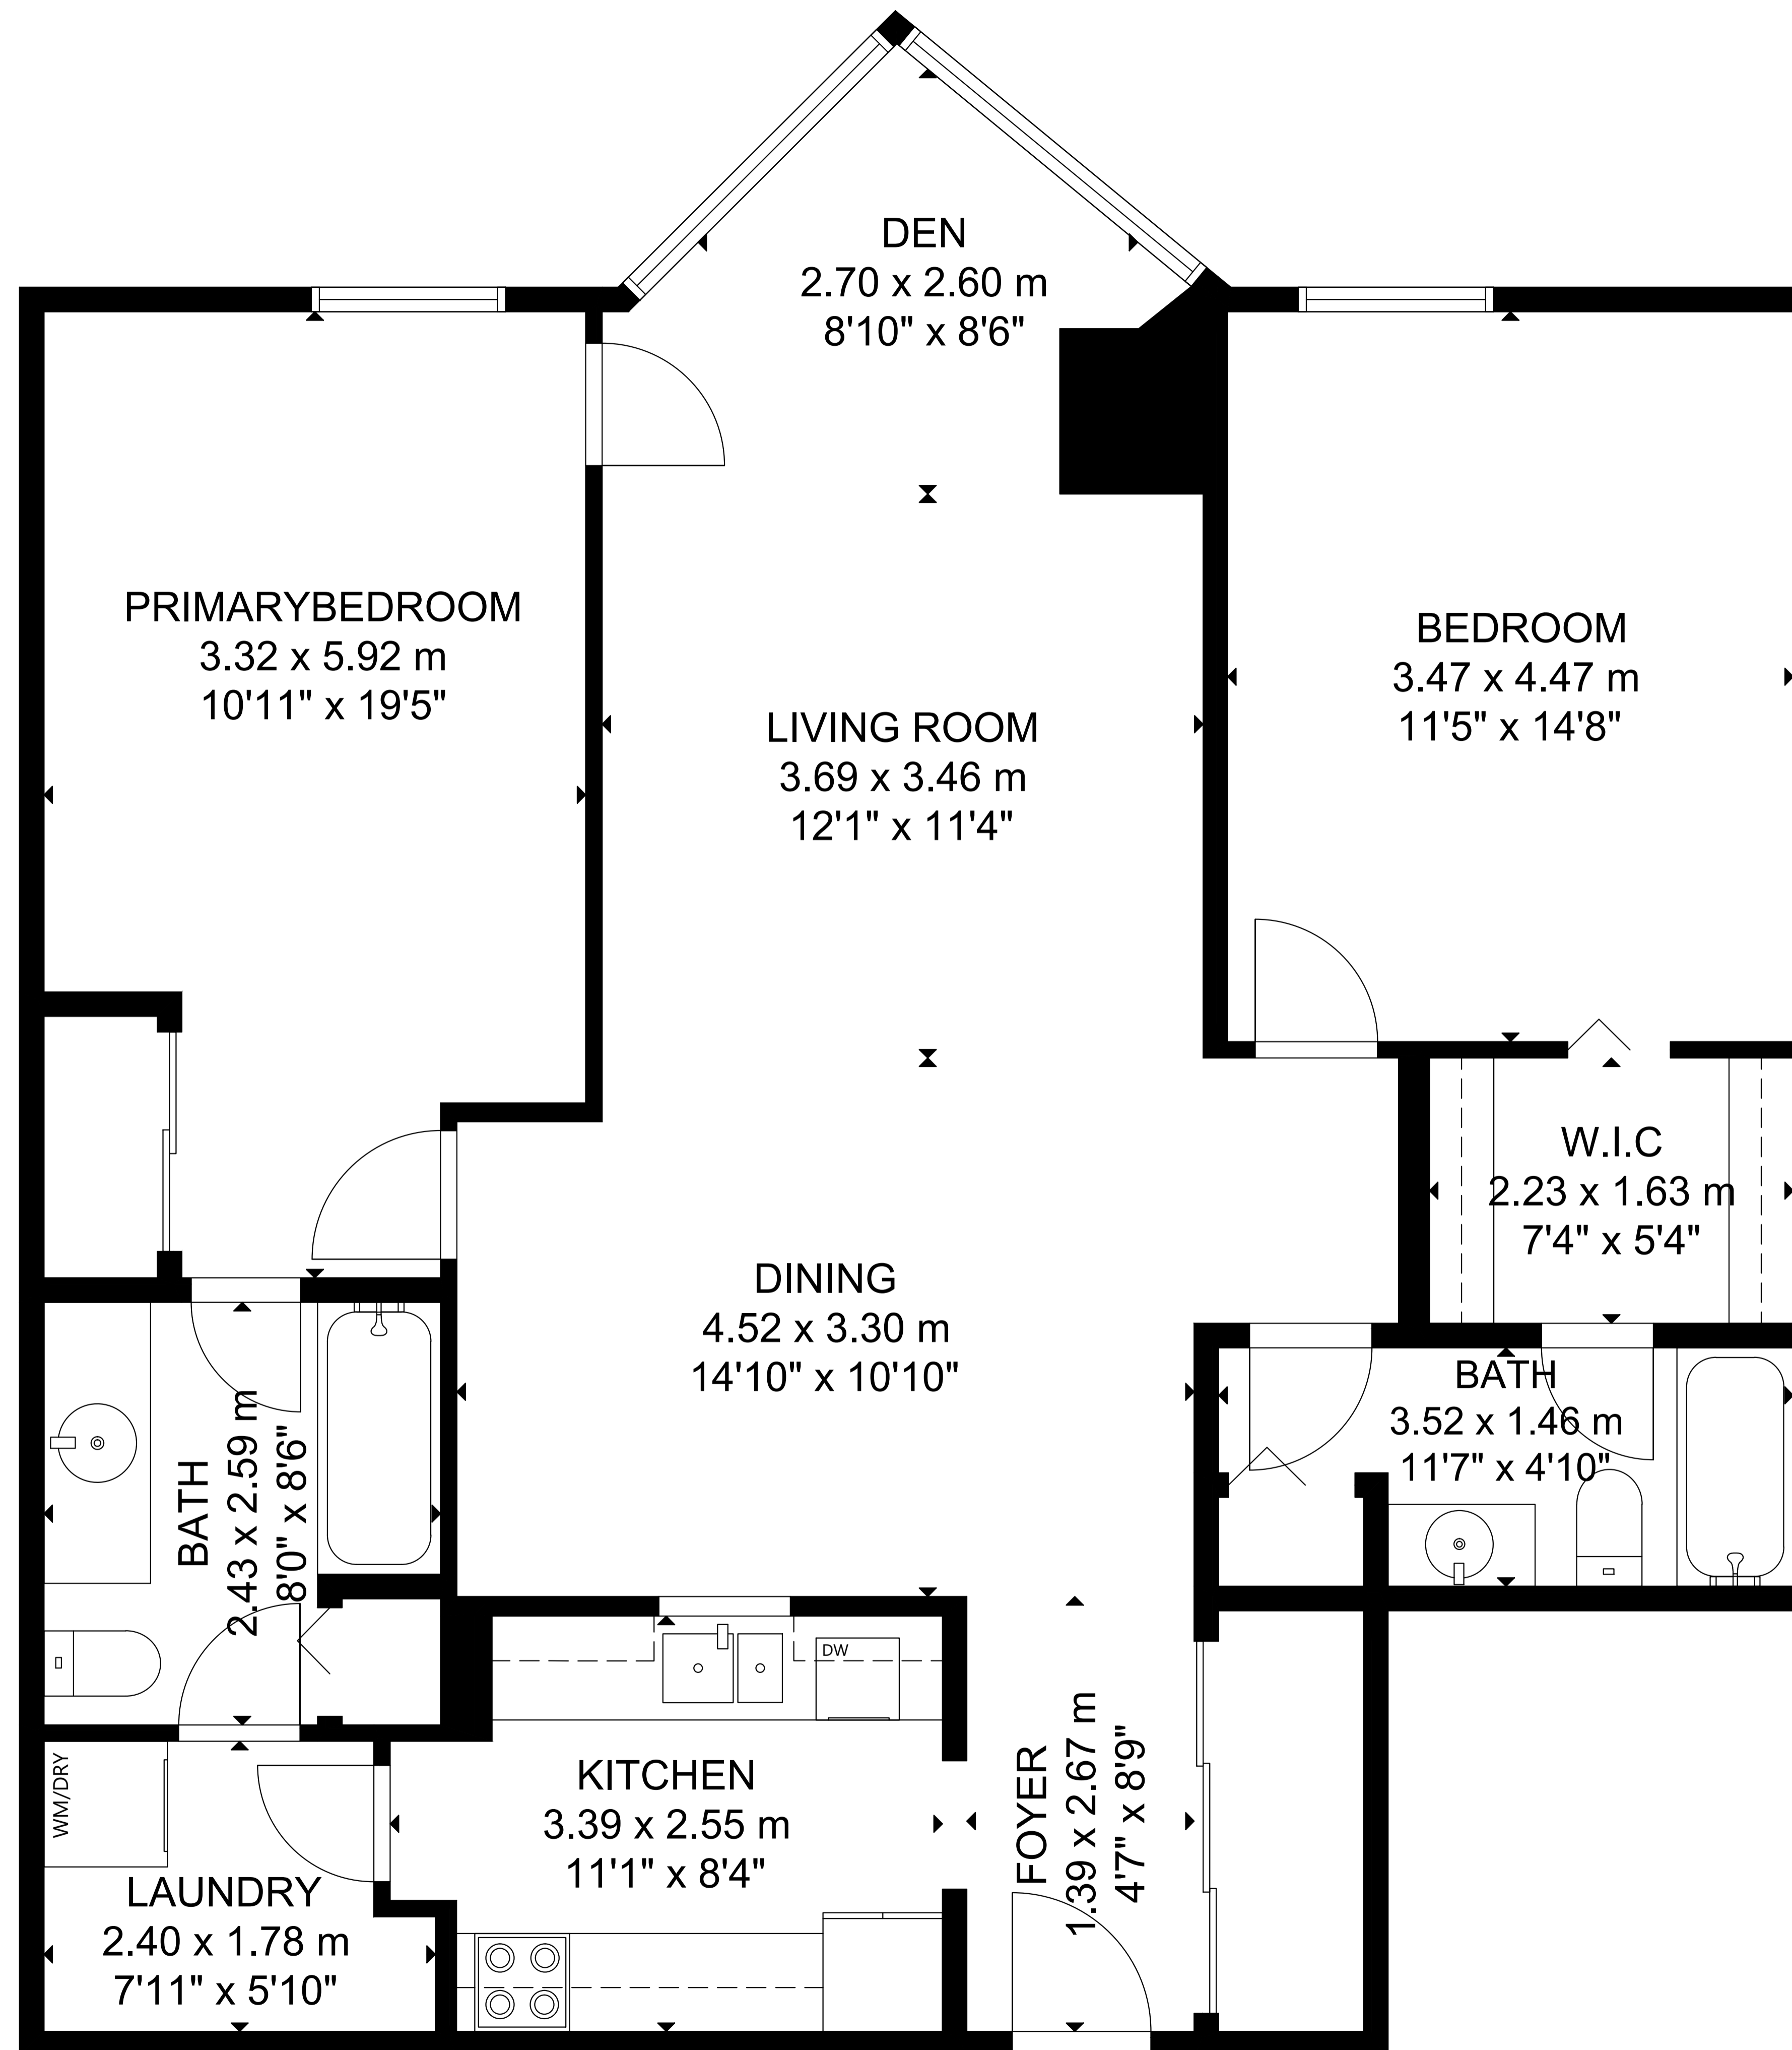 DEN
2.70 x 2.60 m
8'10" x 8'6"
PRIMARYBEDROOM
3.32 x 5.92 m
10'11" x 19'5"
BEDROOM
3.47 x 4.47 m
11'5" x 14'8"
LIVING ROOM
3.69 x 3.46 m
12'1" x 11'4"
W.I.C
2.23 x 1.63 m
7'4" x 5'4"
DINING
4.52 x 3.30 m
14'10" x 10'10"
BATH
3.52 x 1.46 m
11'7" x 4'10"
BATH
2.43 x 2.59 m
8'0" x 8'6"
DW
KITCHEN
3.39 x 2.55 m
11'1" x 8'4"
FOYER
1.39 x 2.67 m
4'7" x 8'9"
WM/DRY
LAUNDRY
2.40 x 1.78 m
7'11" x 5'10"